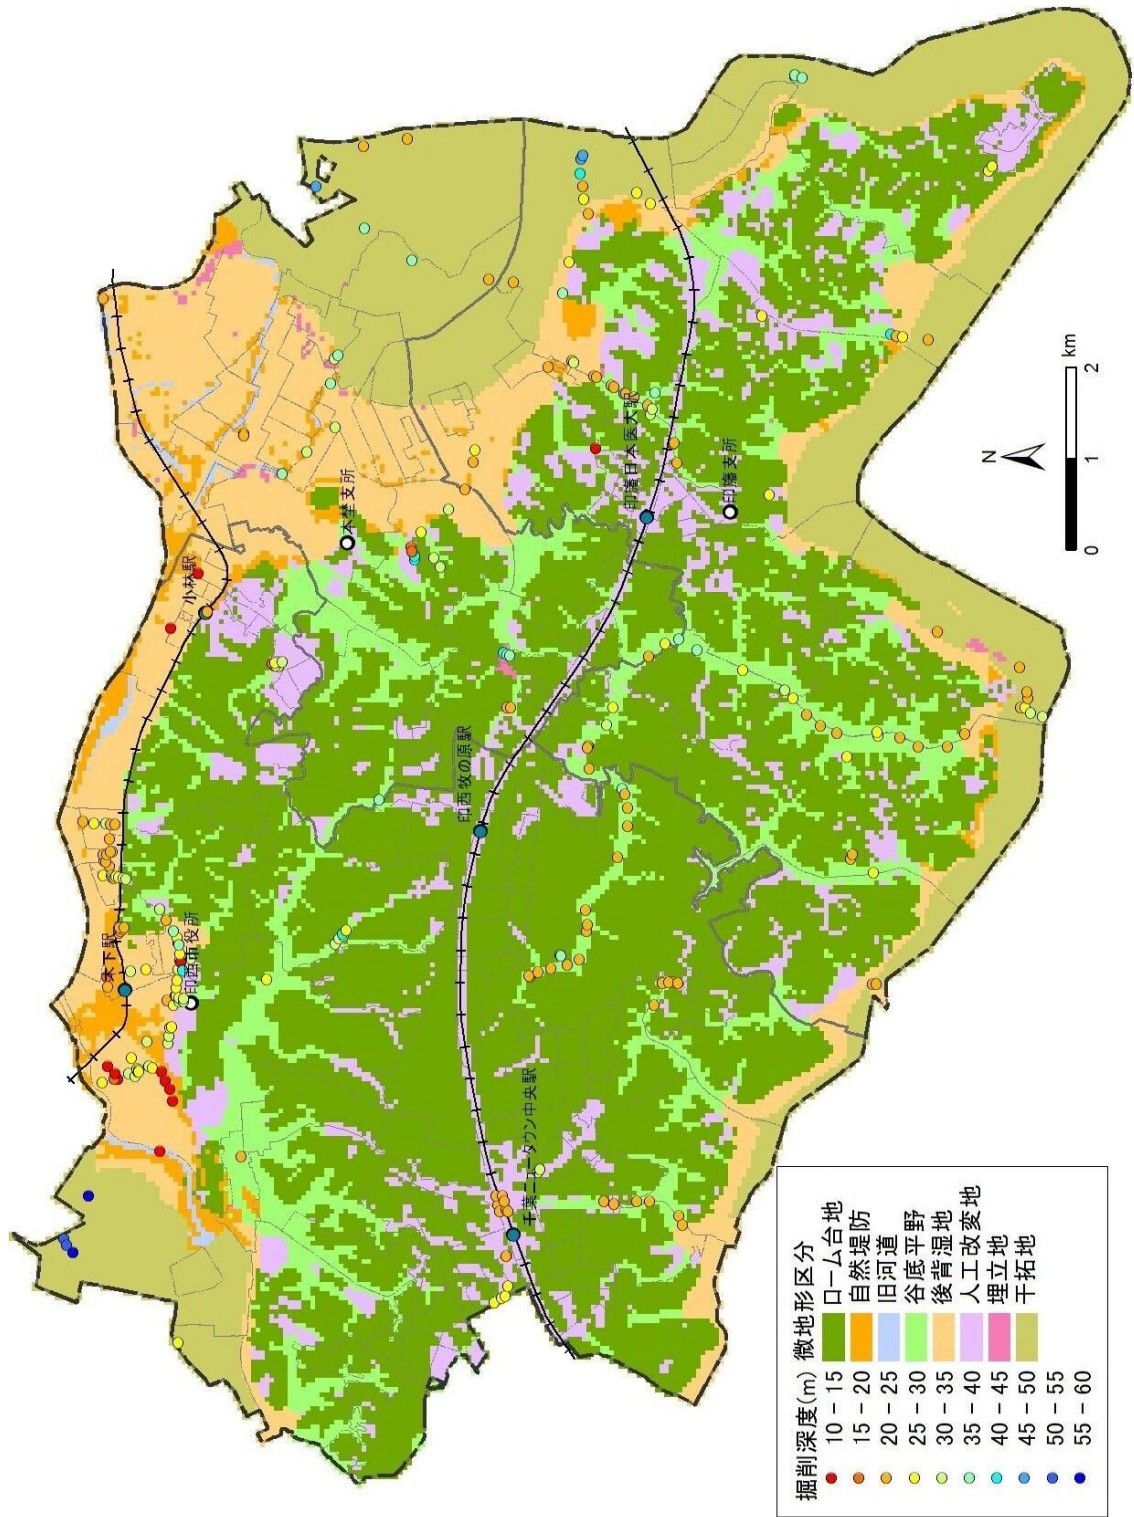 木下駅
小林駅
印西市役所
本埜支所
印西牧の原駅
千葉ニュータウン中央駅
印旛日本医大駅
印旛支所
N
0 1 2 km
掘削深度(m)
10 - 15
15 - 20
20 - 25
25 - 30
30 - 35
35 - 40
40 - 45
45 - 50
50 - 55
55 - 60
微地形区分
ローム台地
自然堤防
旧河道
谷底平野
後背湿地
人工改変地
埋立地
干拓地